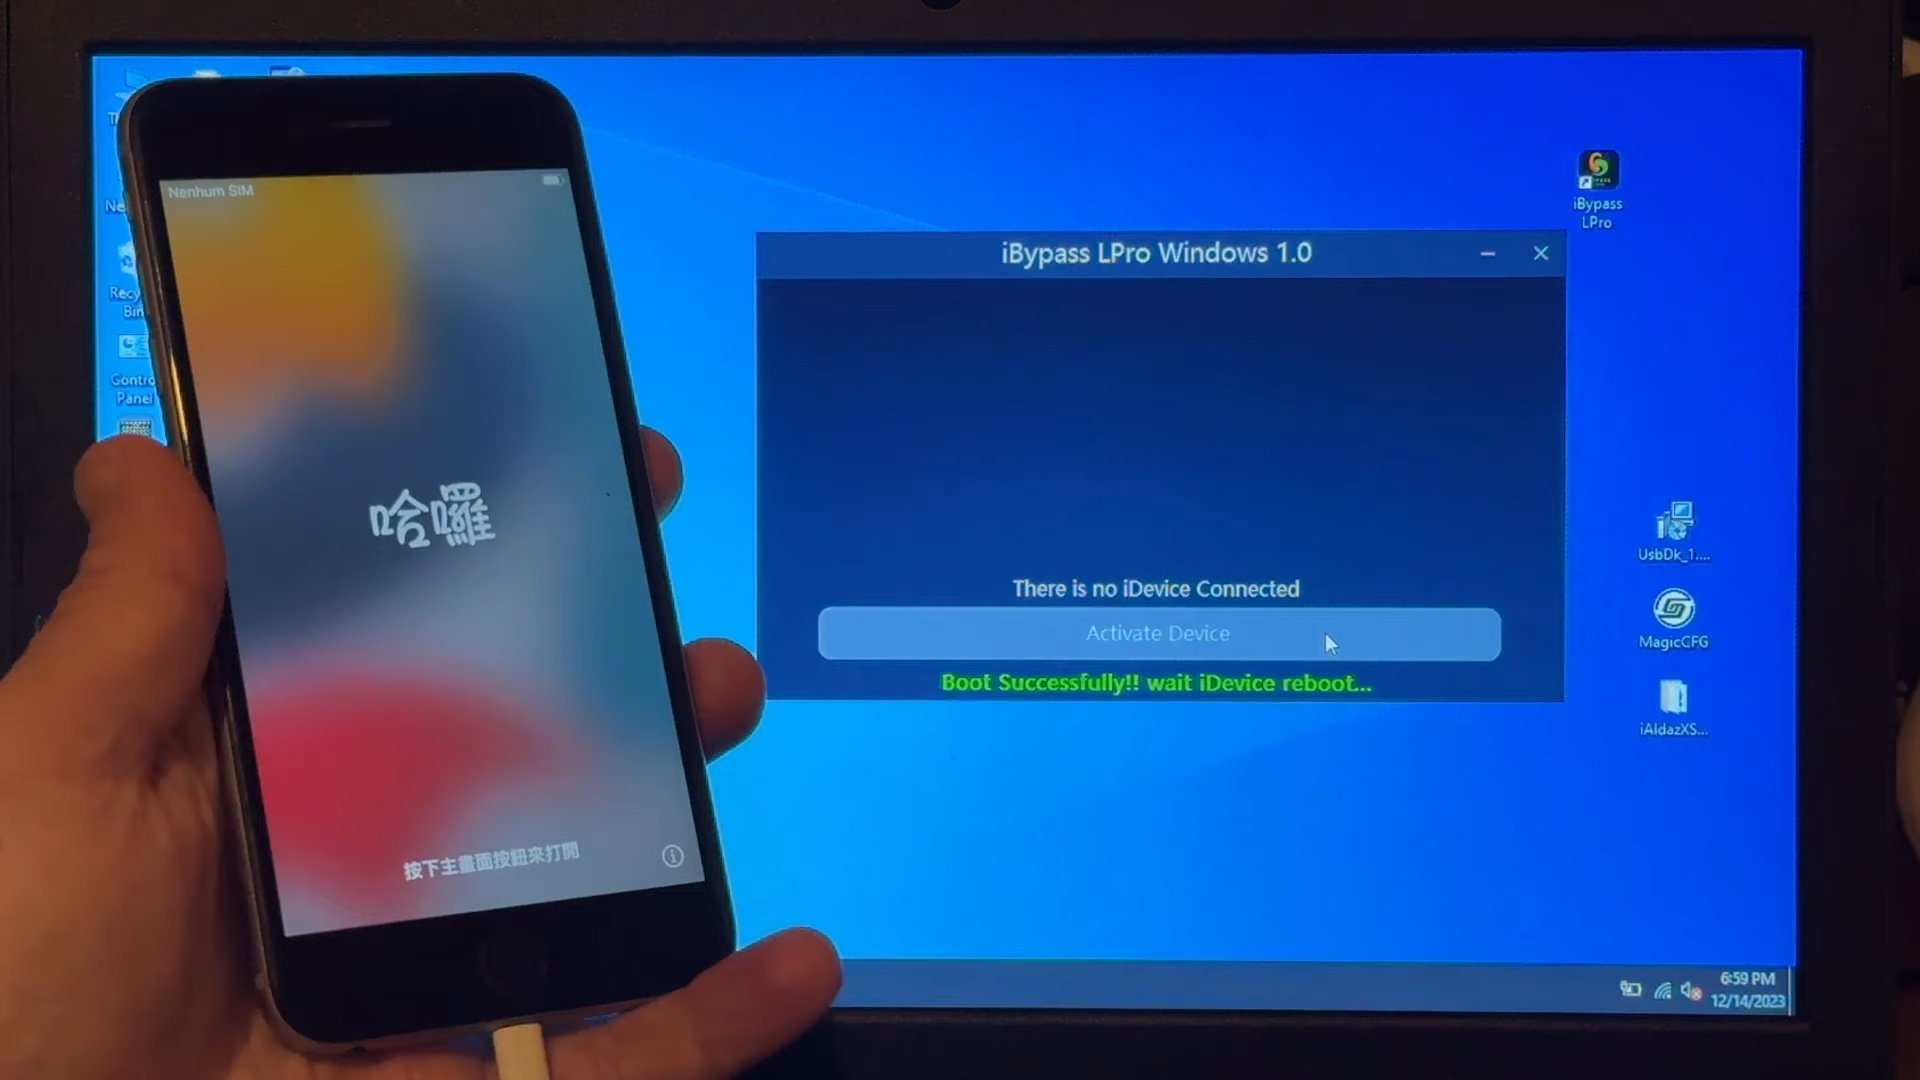 Nenhum SIM
哈囉
按下主畫面按鈕來打開
Recy
Bin
Contro
Panel
iBypass LPro Windows 1.0
There is no iDevice Connected
Activate Device
Boot Successfully!! wait iDevice reboot...
iBypass
LPro
UsbDk_1....
MagicCFG
iAldazXS...
6:59 PM
12/14/2023